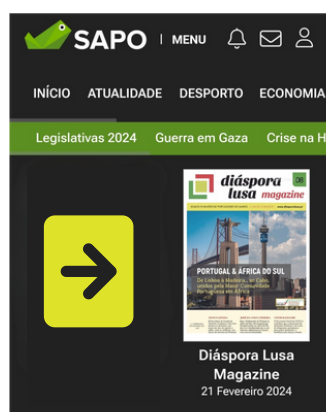 SAPO
MENU
INÍCIO ATUALIDADE DESPORTO ECONOMIA
Legislativas 2024 Guerra em Gaza Crise na H
diáspora
lusa magazine
PORTUGAL & ÁFRICA DO SUL
Diáspora Lusa
Magazine
21 Fevereiro 2024